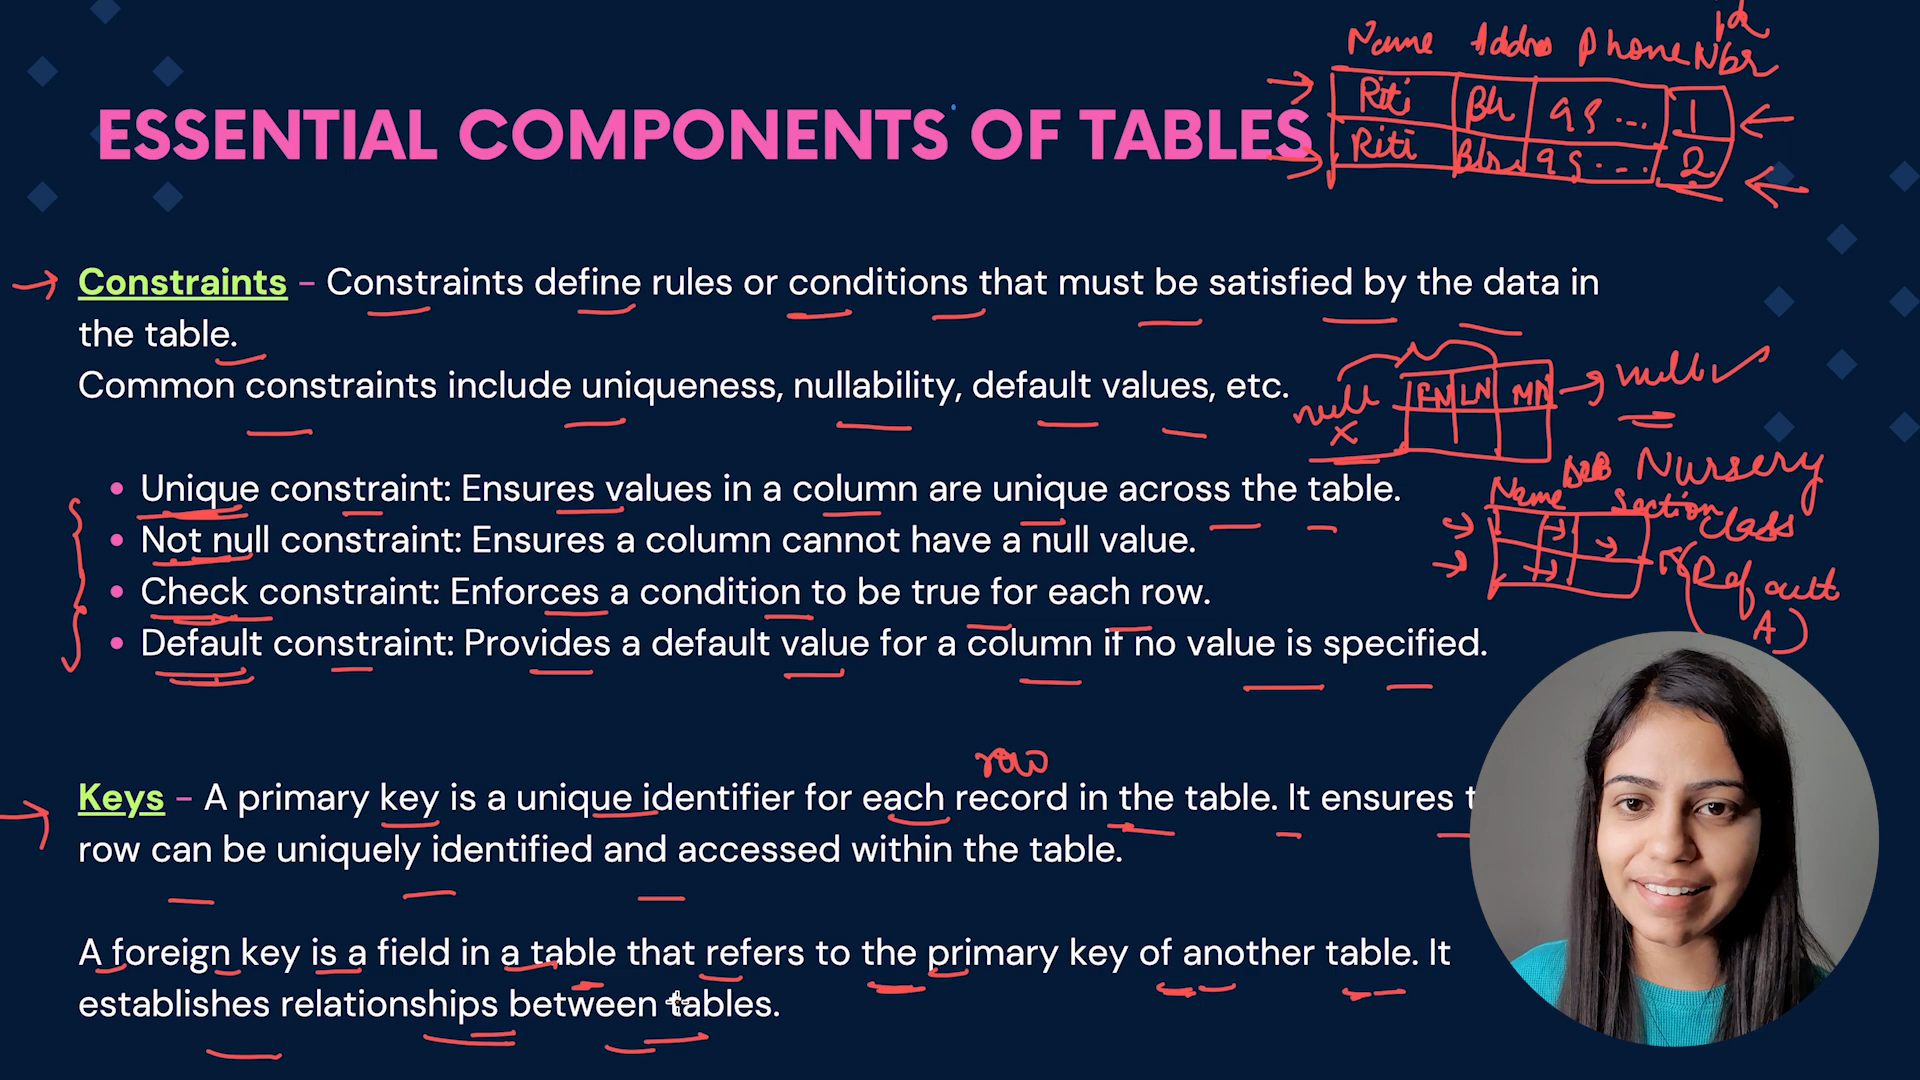 id
Name Addres Phone Nbr
ESSENTIAL COMPONENTS OF TABLES
Riti Blr 98... 1
Riti Blr 98... 2
Constraints - Constraints define rules or conditions that must be satisfied by the data in
the table.
Common constraints include uniqueness, nullability, default values, etc.
null X FN LN MN null
Nursery
Name Section Class
Default A
Unique constraint: Ensures values in a column are unique across the table.
Not null constraint: Ensures a column cannot have a null value.
Check constraint: Enforces a condition to be true for each row.
Default constraint: Provides a default value for a column if no value is specified.
row
Keys - A primary key is a unique identifier for each record in the table. It ensures t
row can be uniquely identified and accessed within the table.
A foreign key is a field in a table that refers to the primary key of another table. It
establishes relationships between tables.